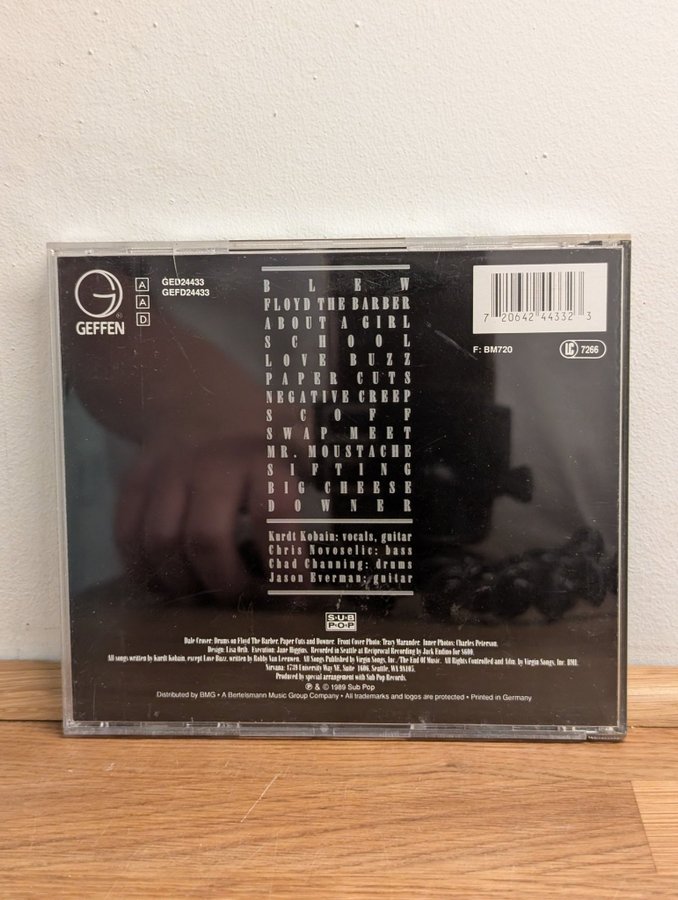 GEFFEN
®
A
A
D
GED24433
GEFD24433
BLEW
FLOYD THE BARBER
ABOUT A GIRL
SCHOOL
LOVE BUZZ
PAPER CUTS
NEGATIVE CREEP
SCOFF
SWAP MEET
MR. MOUSTACHE
SIFTING
BIG CHEESE
DOWNER
7 20642 44332 3
F: BM720
LC 7266
Kurdt Kobain: vocals, guitar
Chris Novoselic: bass
Chad Channing: drums
Jason Everman: guitar
SUB
POP
Dale Crover: Drums on Floyd The Barber, Paper Cuts and Downer. Front Cover Photo: Tracy Marander. Inner Photos: Charles Peterson.
Design: Lisa Orth. Execution: Jane Higgins. Recorded in Seattle at Reciprocal Recording by Jack Endino for $600.
All songs written by Kurdt Kobain, except Love Buzz, written by Robby Van Leeuwen. All Songs Published by Virgin Songs, Inc./The End Of Music. All Rights Controlled and Adm. by Virgin Songs, Inc. BMI.
Nirvana: 1739 University Way NE, Suite 1606, Seattle, WA 98105.
Produced by special arrangement with Sub Pop Records.
℗ & © 1989 Sub Pop
Distributed by BMG • A Bertelsmann Music Group Company • All trademarks and logos are protected • Printed in Germany